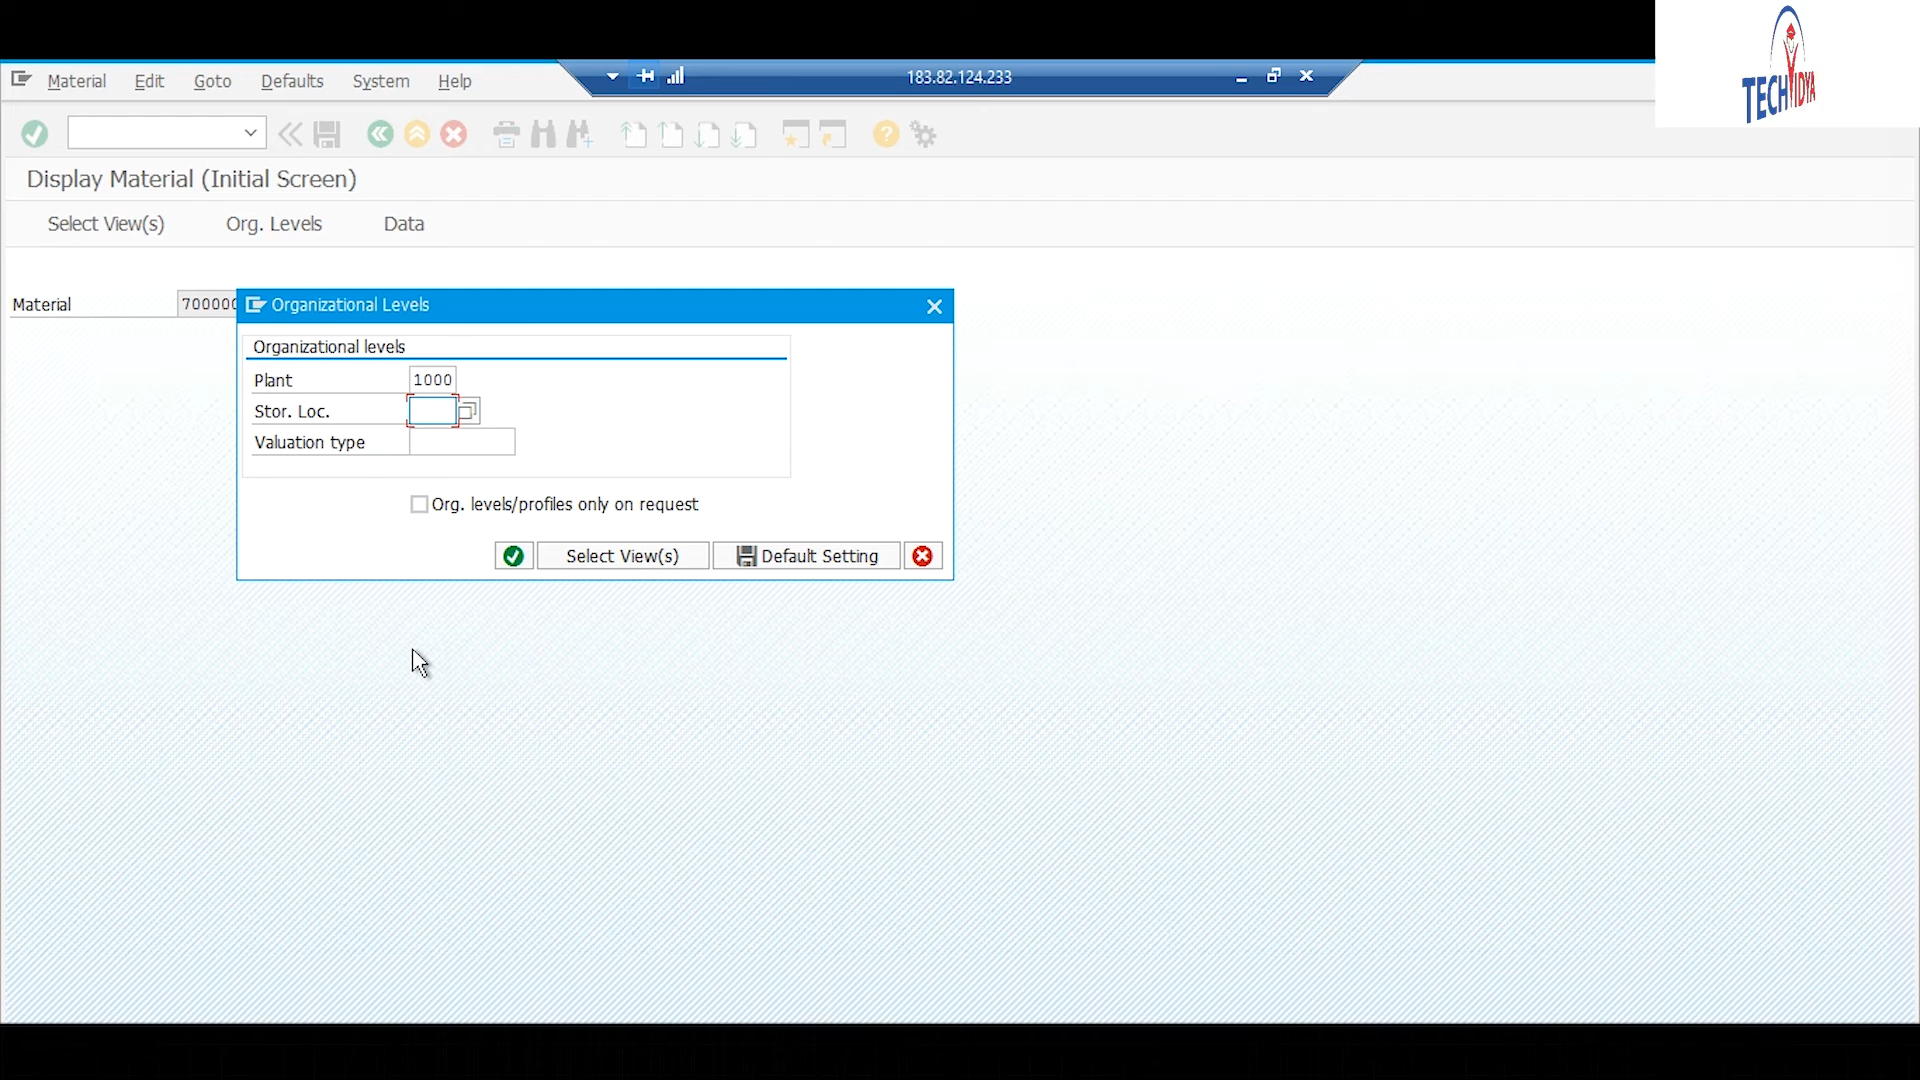 TECHVIDYA
183.82.124.233
Material Edit Goto Defaults System Help
Display Material (Initial Screen)
Select View(s) Org. Levels Data
Material 700000
Organizational Levels
Organizational levels
Plant 1000
Stor. Loc.
Valuation type
Org. levels/profiles only on request
Select View(s) Default Setting